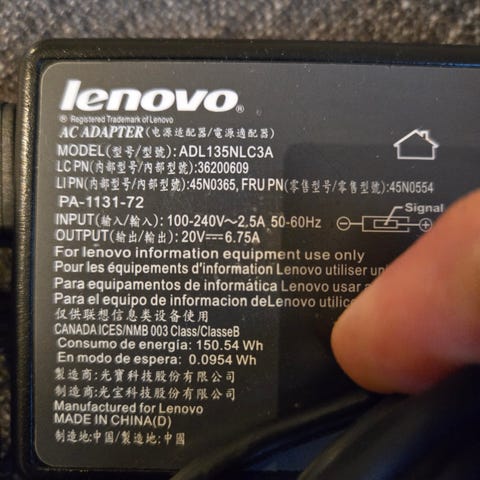 lenovo®
® Registered Trademark of Lenovo
AC ADAPTER(电源适配器/電源適配器)
MODEL(型号/型號):ADL135NLC3A
LC PN(内部型号/內部型號):36200609
LI PN(内部型号/內部型號):45N0365, FRU PN(零售型号/零售型號):45N0554
PA-1131-72
INPUT(输入/輸入): 100-240V～2.5A 50-60Hz
Signal
OUTPUT(输出/輸出): 20V⎓6.75A
For lenovo information equipment use only
Pour les équipements d'information Lenovo utiliser
Para equipamentos de informática Lenovo usar
Para el equipo de informacion deLenovo
仅供联想信息类设备使用
CANADA ICES/NMB 003 Class/ClasseB
Consumo de energía: 150.54 Wh
En modo de espera: 0.0954 Wh
製造商:光寶科技股份有限公司
制造商:光宝科技股份有限公司
Manufactured for Lenovo
MADE IN CHINA(D)
制造地:中国/製造地:中國